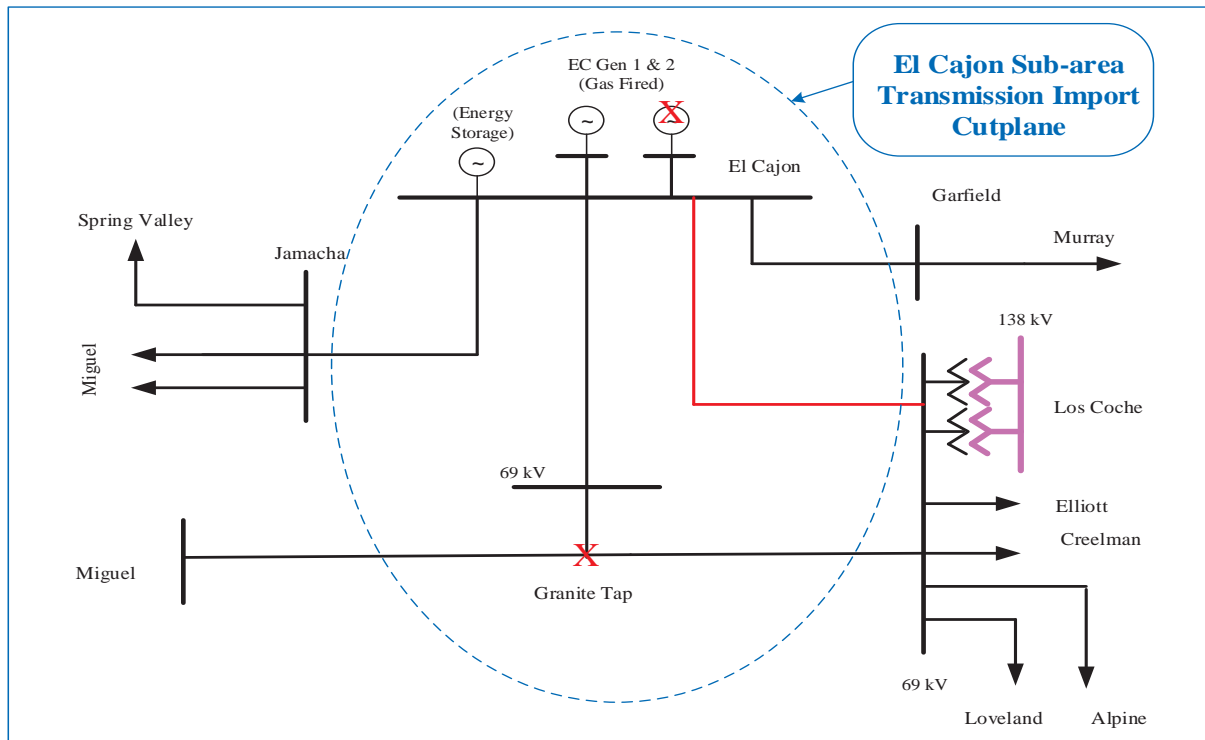 EC Gen 1 & 2
(Gas Fired)
El Cajon Sub-area
Transmission Import
Cutplane
(Energy
Storage)
X
~
~
~
El Cajon
Spring Valley
Garfield
Jamacha
Murray
138 kV
Miguel
Los Coche
69 kV
Elliott
Creelman
X
Miguel
Granite Tap
69 kV
Loveland
Alpine